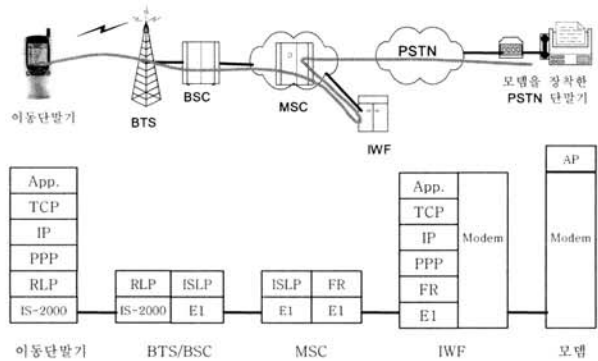 PSTN
BSC
MSC
모뎀을 장착한
PSTN 단말기
이동단말기
BTS
IWF
App.
TCP
IP
PPP
RLP
IS-2000
RLP ISLP
IS-2000 E1
ISLP FR
E1 E1
App.
TCP
IP
PPP
FR
E1
Modem
AP
Modem
이동단말기 BTS/BSC MSC IWF 모뎀